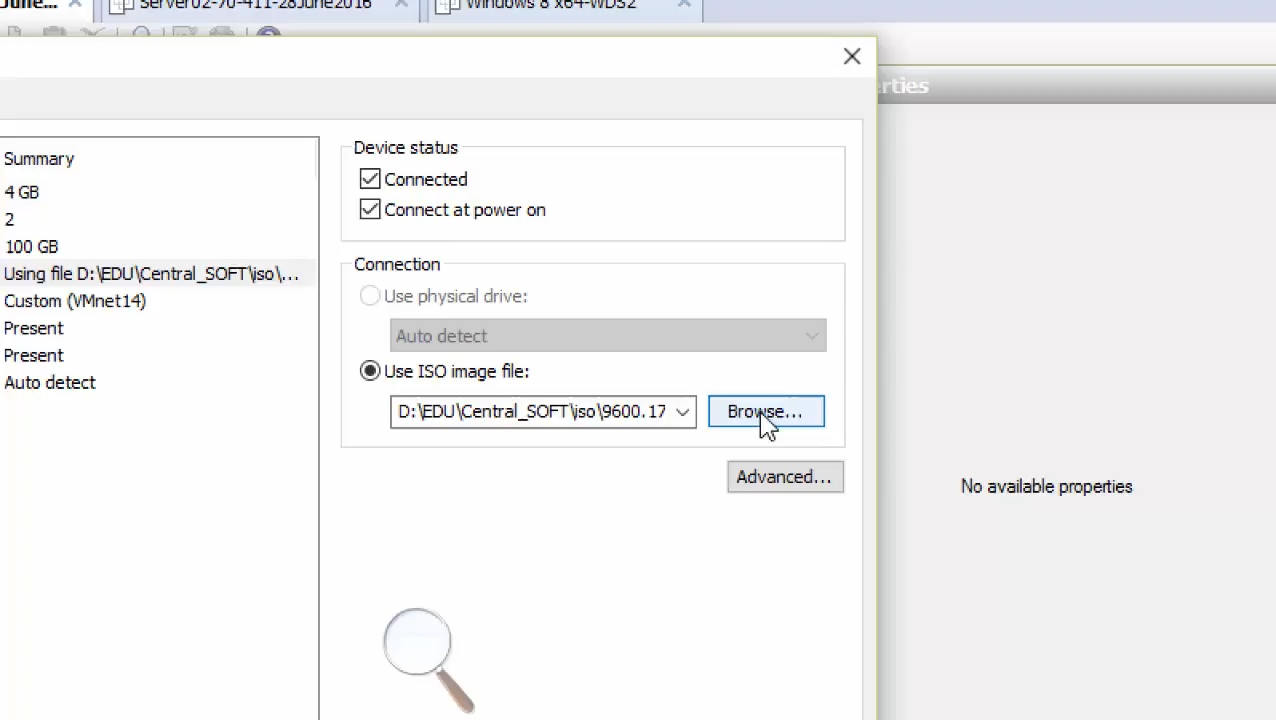 Server02-70-411-28June2016
Windows 8 x64-WDS2
Device status
Summary
Connected
4 GB
Connect at power on
2
100 GB
Connection
Using file D:\EDU\Central_SOFT\iso\...
Use physical drive:
Custom (VMnet14)
Present
Auto detect
Present
Use ISO image file:
Auto detect
D:\EDU\Central_SOFT\iso\9600.17
Browse...
Advanced...
No available properties